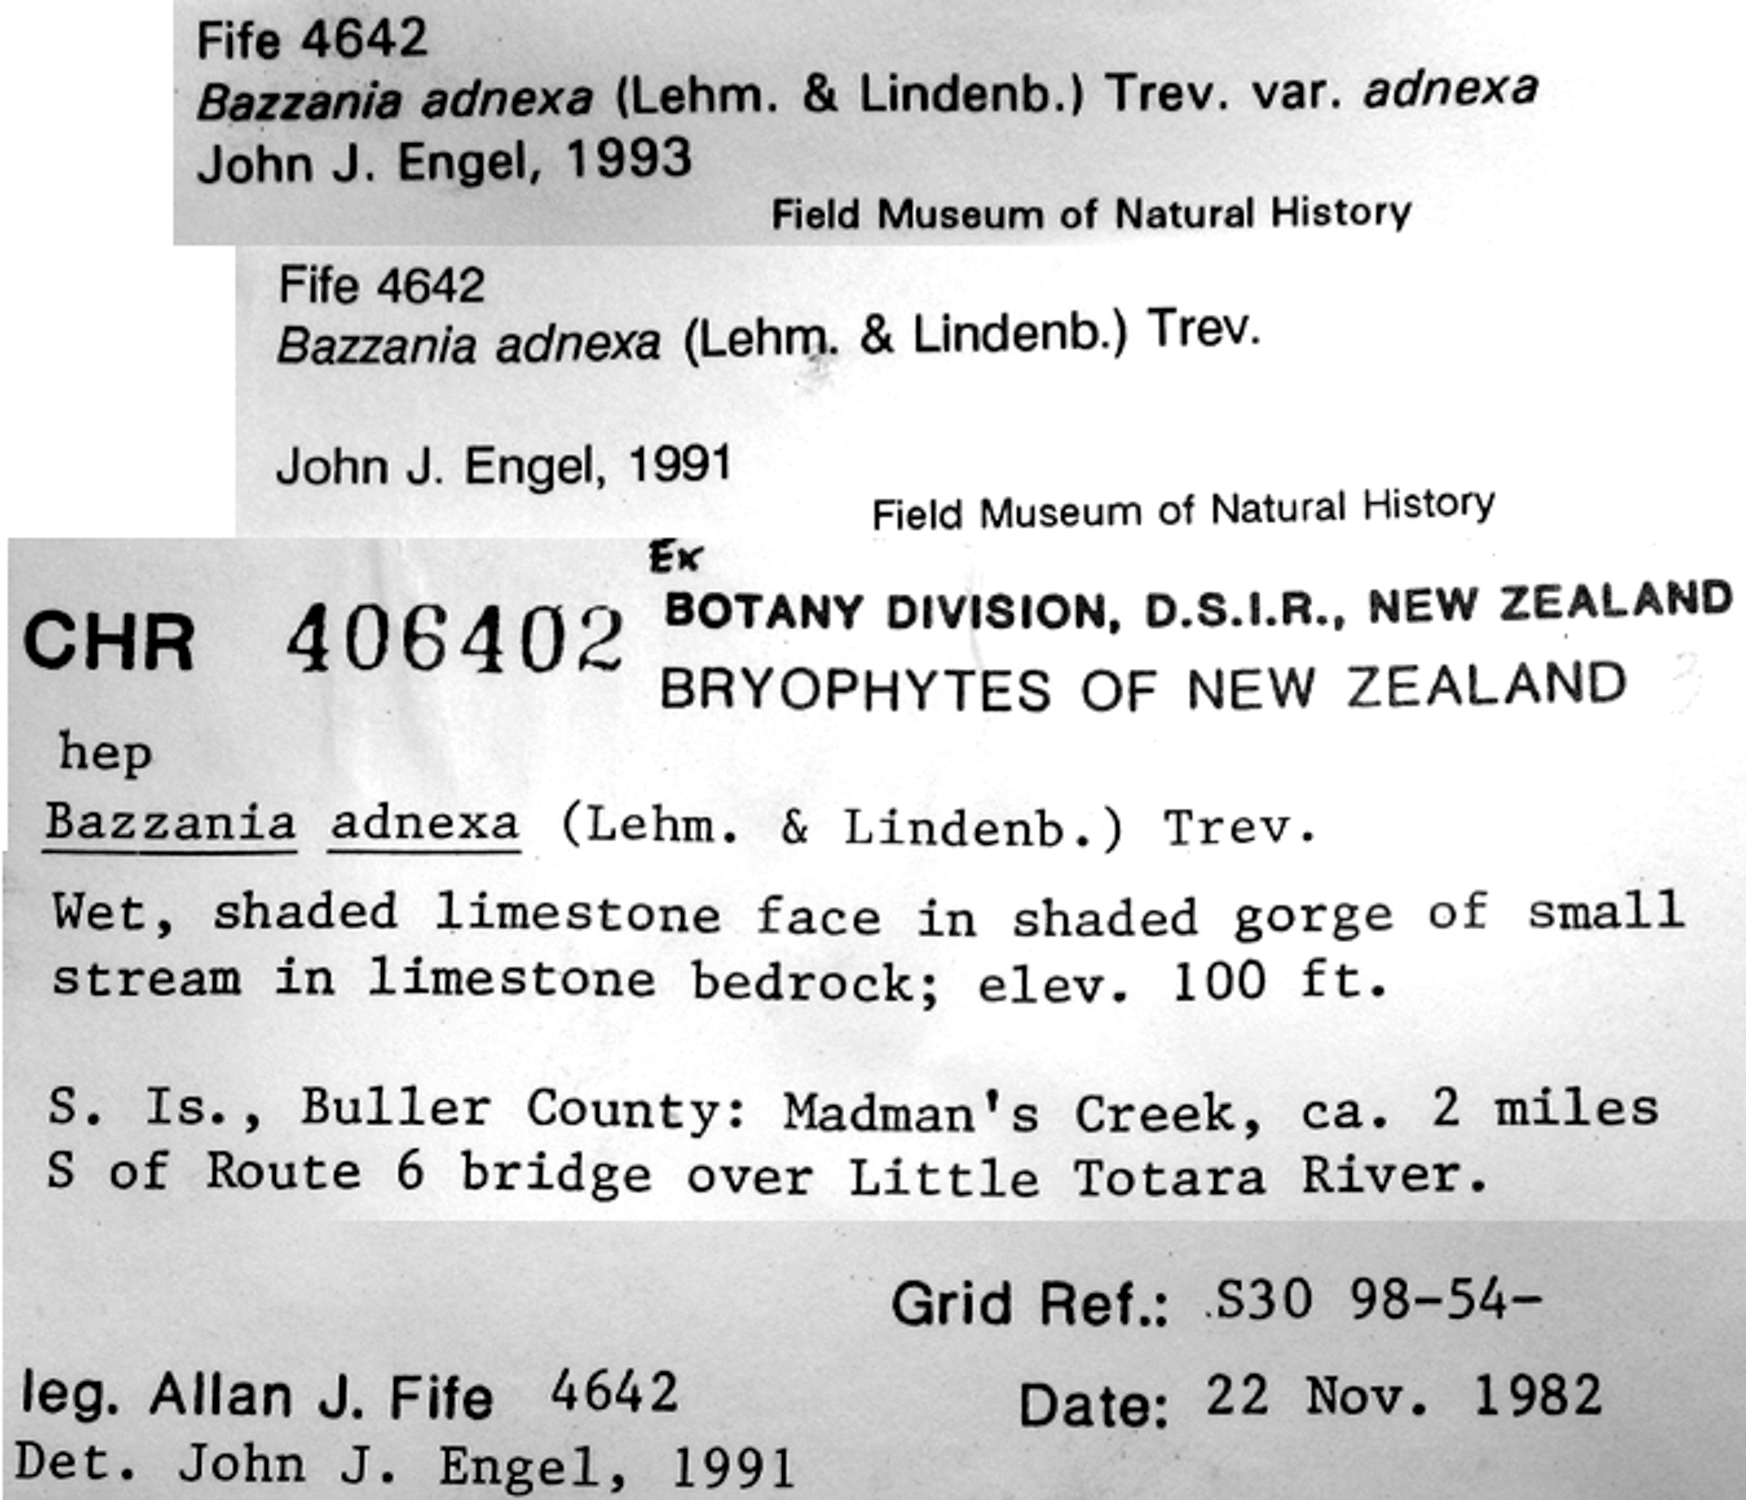 Fife 4642
Bazzania adnexa (Lehm. & Lindenb.) Trev. var. adnexa
John J. Engel, 1993
Field Museum of Natural History
Fife 4642
Bazzania adnexa (Lehm. & Lindenb.) Trev.
John J. Engel, 1991
Field Museum of Natural History
Ex
CHR 406402 BOTANY DIVISION, D.S.I.R., NEW ZEALAND
BRYOPHYTES OF NEW ZEALAND
hep
Bazzania adnexa (Lehm. & Lindenb.) Trev.
Wet, shaded limestone face in shaded gorge of small
stream in limestone bedrock; elev. 100 ft.
S. Is., Buller County: Madman's Creek, ca. 2 miles
S of Route 6 bridge over Little Totara River.
Grid Ref.: S30 98-54-
leg. Allan J. Fife 4642 Date: 22 Nov. 1982
Det. John J. Engel, 1991